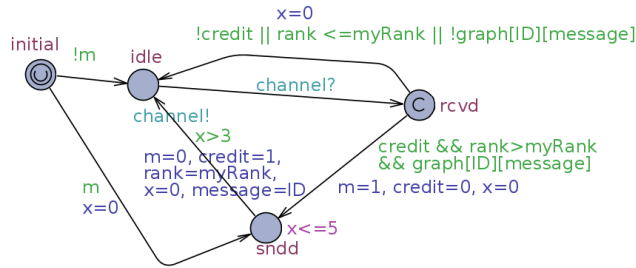 x=0
!credit || rank <=myRank || !graph[ID][message]
initial
!m
idle
channel?
C
rcvd
channel!
x>3
m=0, credit=1,
rank=myRank,
x=0, message=ID
credit && rank>myRank
&& graph[ID][message]
m=1, credit=0, x=0
m
x=0
x<=5
sndd